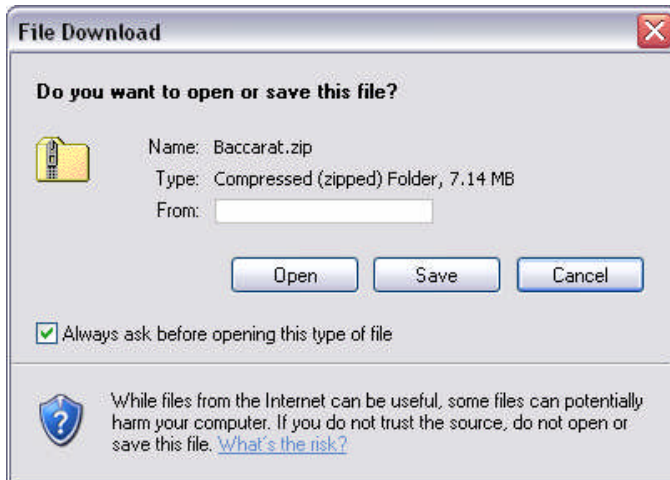 File Download
Do you want to open or save this file?
Name: Baccarat.zip
Type: Compressed (zipped) Folder, 7.14 MB
From:
Open Save Cancel
Always ask before opening this type of file
While files from the Internet can be useful, some files can potentially
harm your computer. If you do not trust the source, do not open or
save this file. What's the risk?